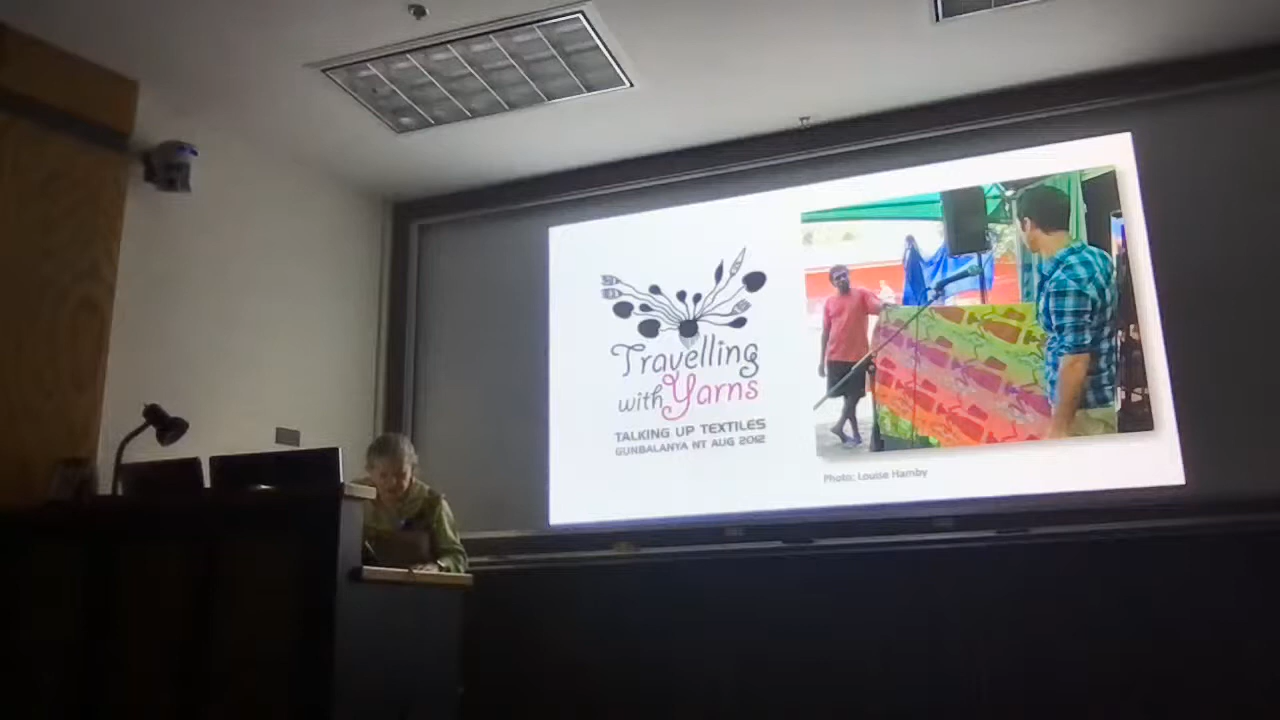 Travelling
with Yarns
TALKING UP TEXTILES
GUNBALANYA NT AUG 2012
Photo: Louise Hamby